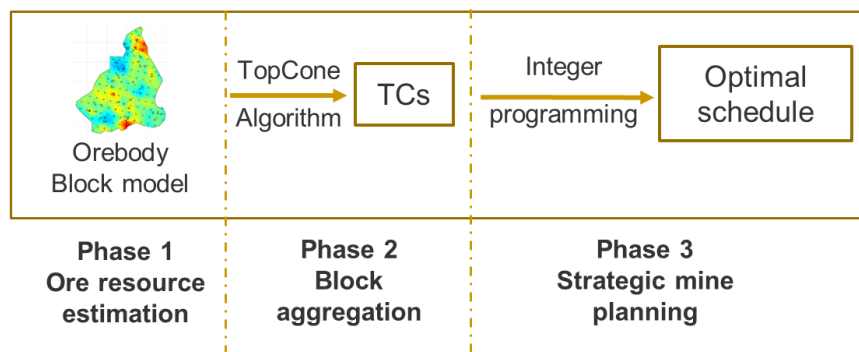 Orebody
Block model
TopCone
Algorithm
TCs
Integer
programming
Optimal
schedule
Phase 1
Ore resource
estimation
Phase 2
Block
aggregation
Phase 3
Strategic mine
planning